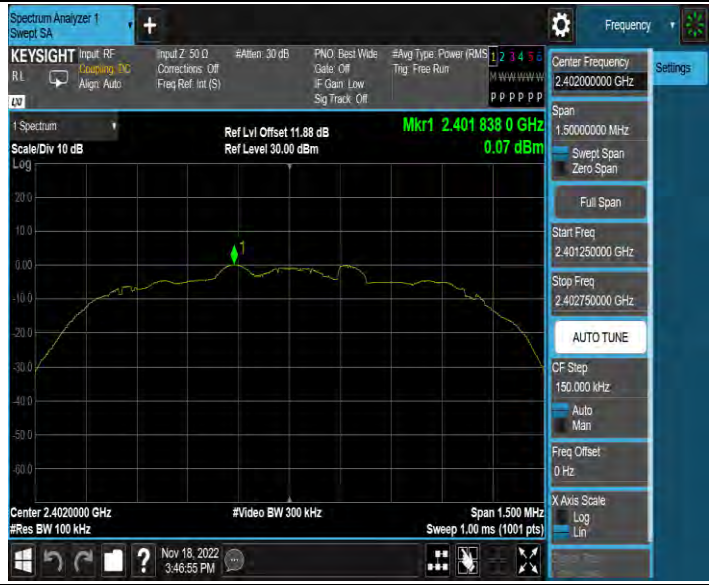 Spectrum Analyzer 1
Swept SA
Frequency
KEYSIGHT Input: RF
Coupling: DC
Align: Auto
Input Z: 50 Ω
Corrections: Off
Freq Ref: Int (S)
#Atten: 30 dB
PNO: Best Wide
Gate: Off
IF Gain: Low
Sig Track: Off
#Avg Type: Power (RMS
Trig: Free Run
1 2 3 4 5 6
M W W W W W
P P P P P P
R L
LXI
1 Spectrum
Scale/Div 10 dB
Ref Lvl Offset 11.88 dB
Ref Level 30.00 dBm
Mkr1 2.401 838 0 GHz
0.07 dBm
Log
20.0
10.0
0.00
-10.0
-20.0
-30.0
-40.0
-50.0
-60.0
1
Center 2.4020000 GHz
#Res BW 100 kHz
#Video BW 300 kHz
Span 1.500 MHz
Sweep 1.00 ms (1001 pts)
Center Frequency
2.402000000 GHz
Settings
Span
1.50000000 MHz
Swept Span
Zero Span
Full Span
Start Freq
2.401250000 GHz
Stop Freq
2.402750000 GHz
AUTO TUNE
CF Step
150.000 kHz
Auto
Man
Freq Offset
0 Hz
X Axis Scale
Log
Lin
?
Nov 18, 2022
3:46:55 PM